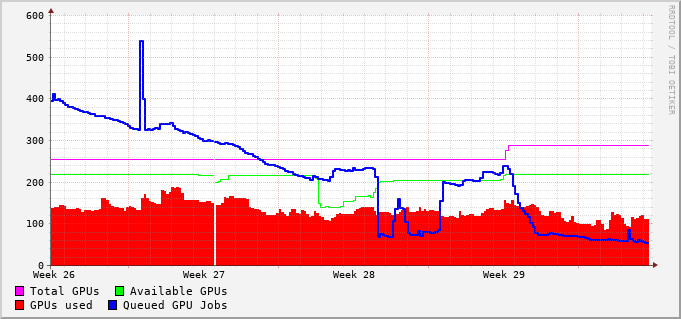 600
500
400
300
200
100
0
Week 26 Week 27 Week 28 Week 29
Total GPUs Available GPUs
GPUs used Queued GPU Jobs
RRDTOOL / TOBI OETIKER